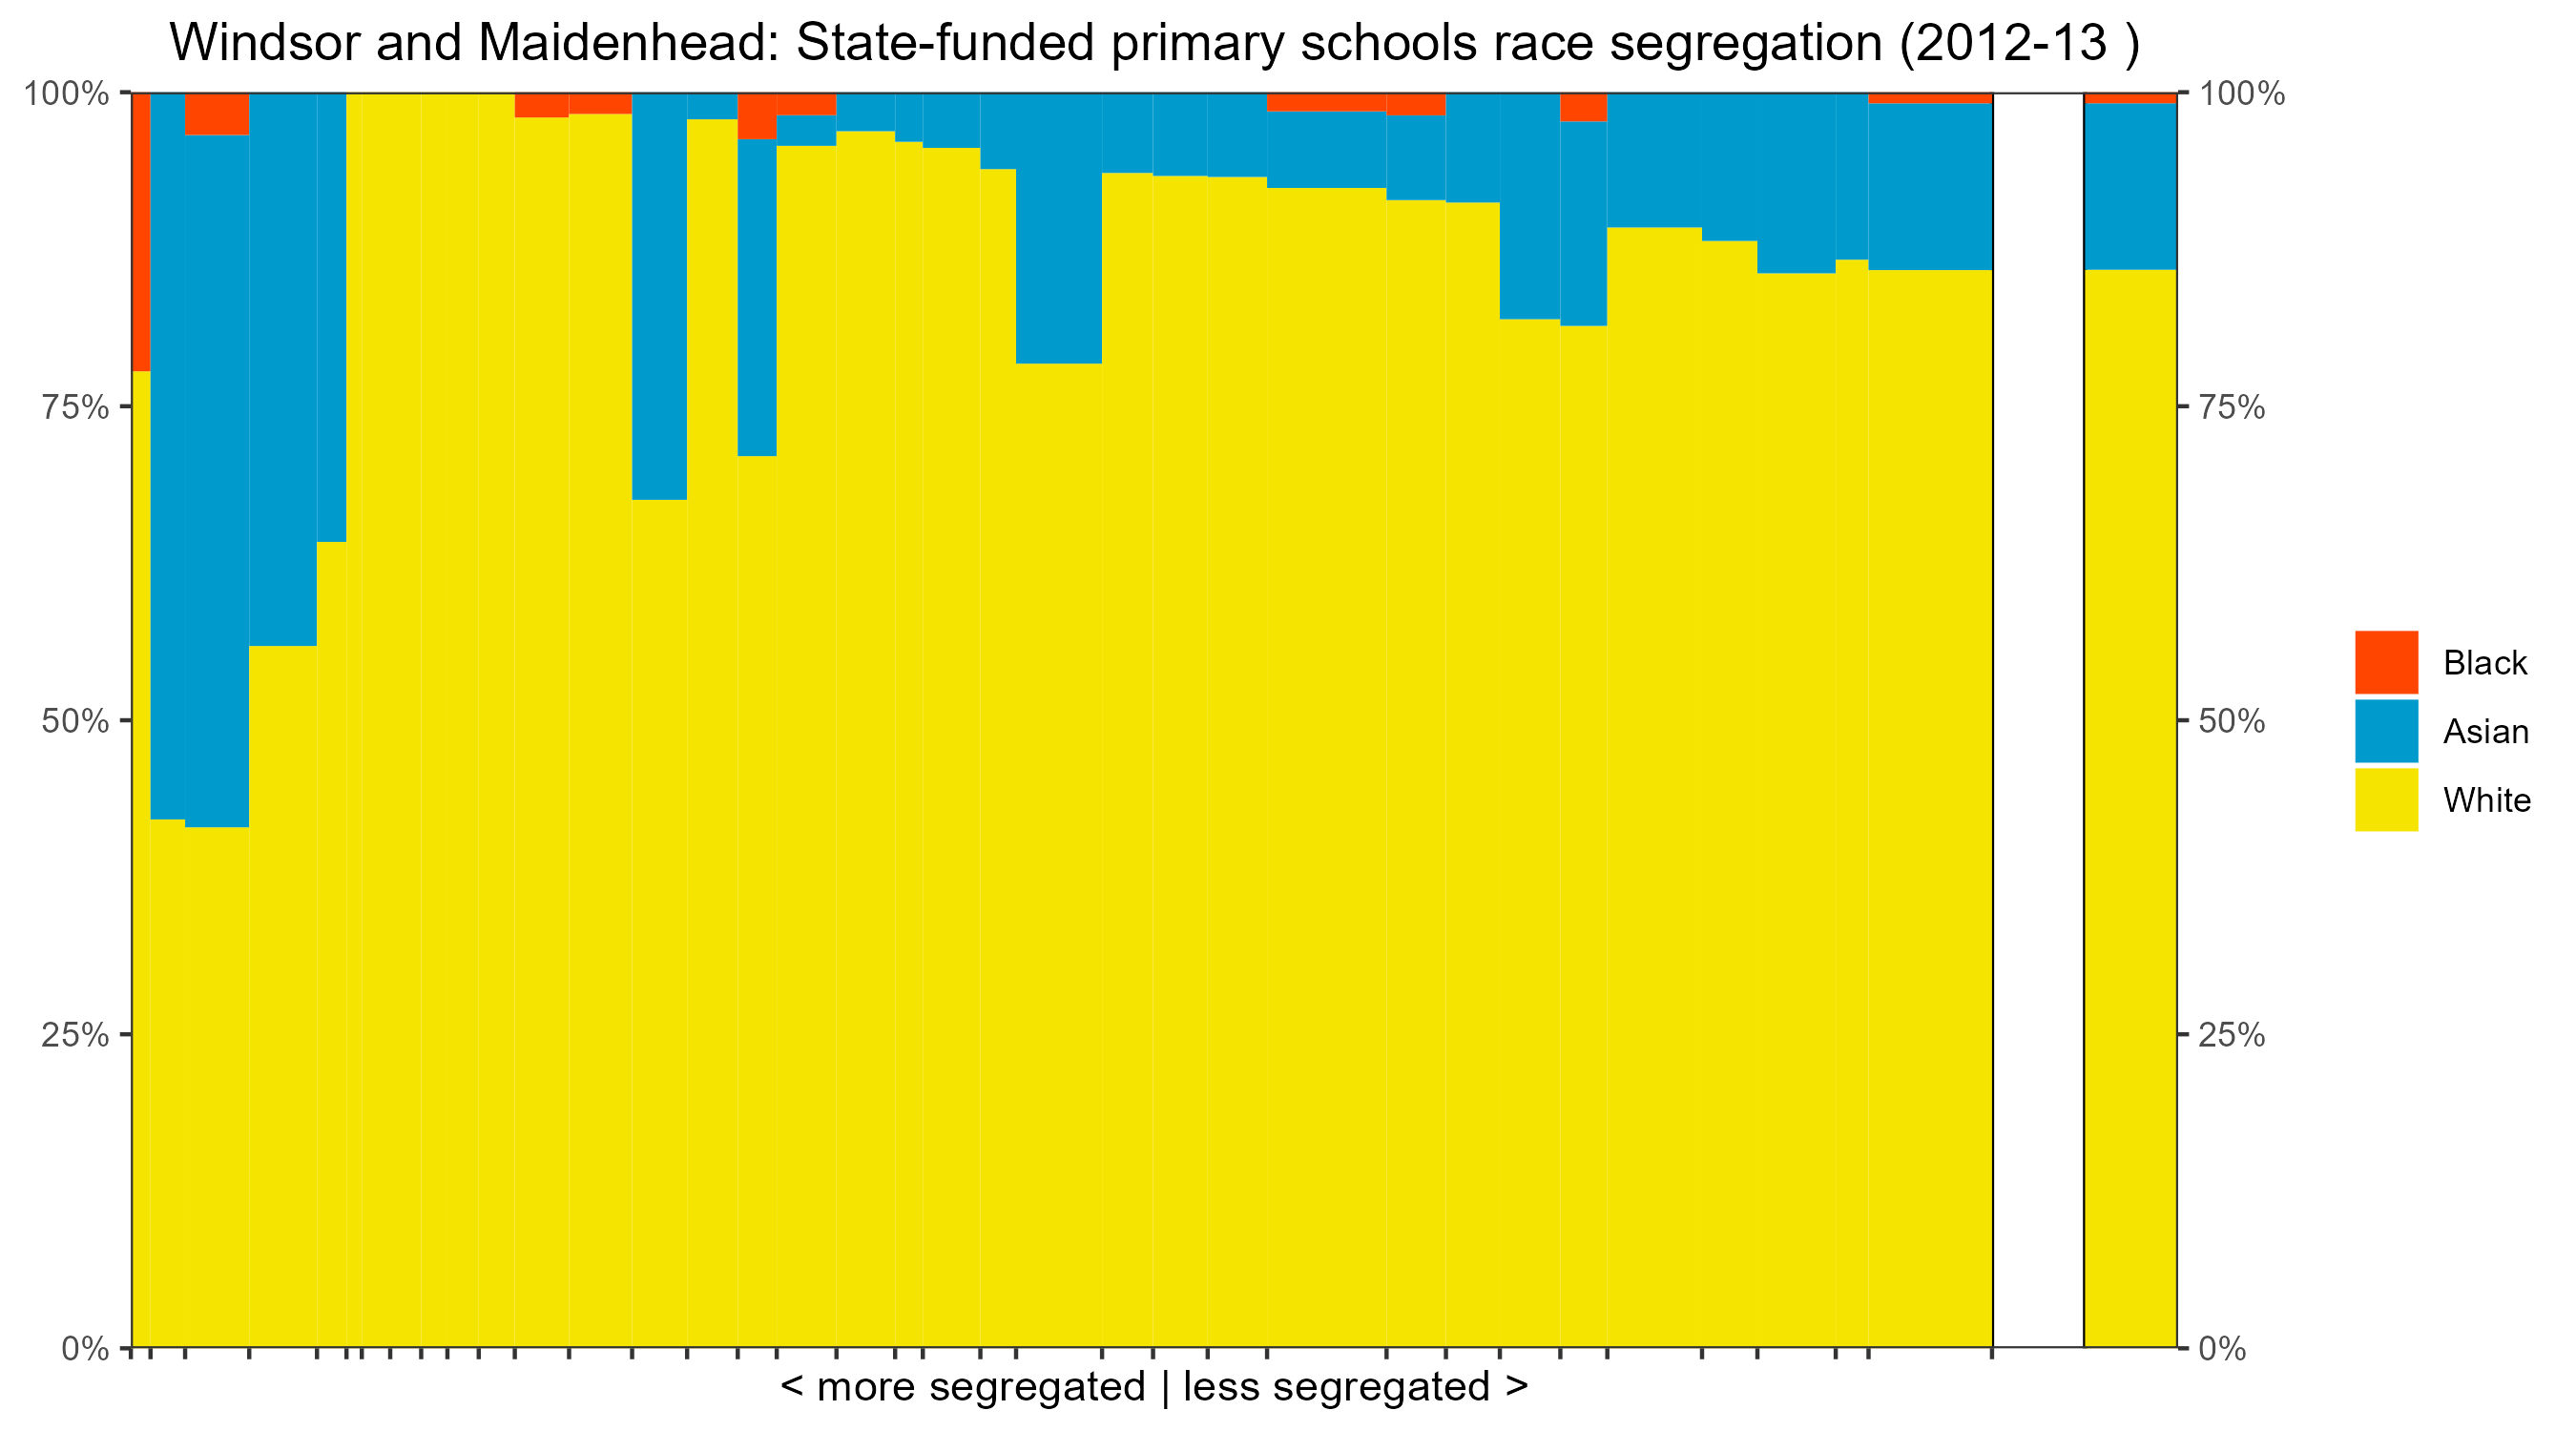 Windsor and Maidenhead: State-funded primary schools race segregation (2012-13 )
100%
100%
75%
75%
50%
50%
25%
25%
0%
0%
Black
Asian
White
< more segregated | less segregated >